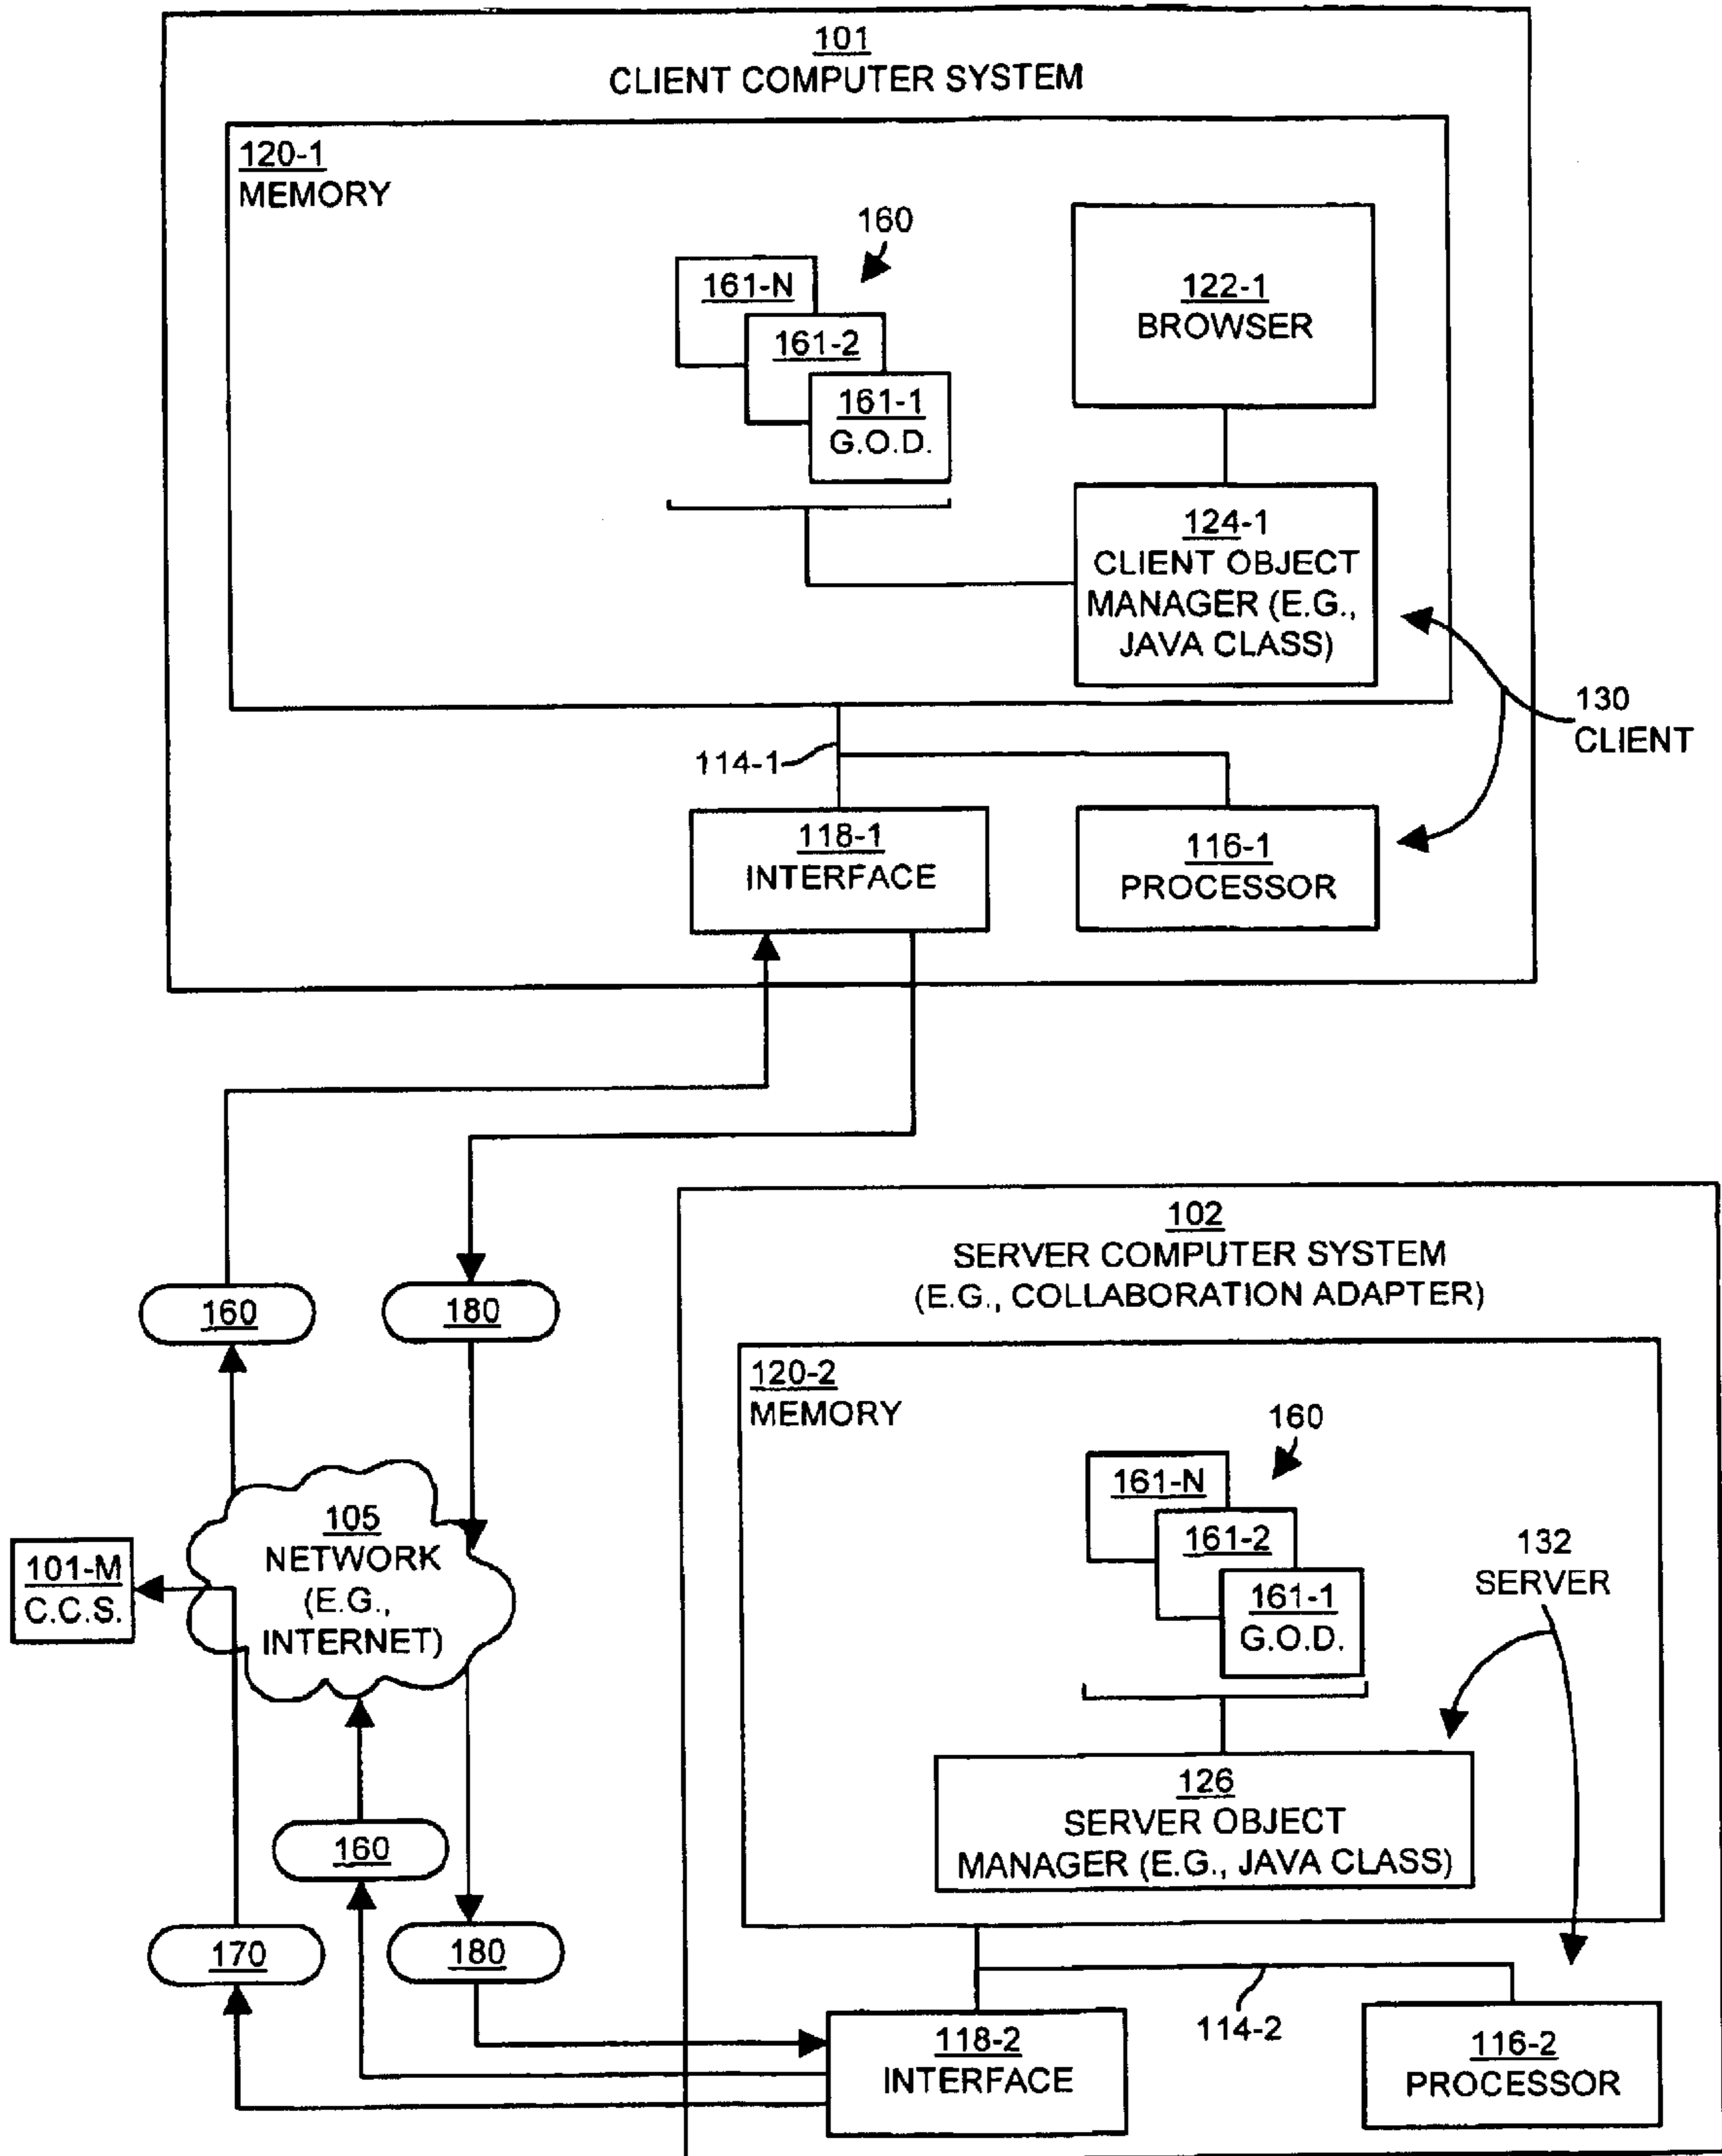 101
CLIENT COMPUTER SYSTEM
120-1
MEMORY
160
161-N
161-2
161-1
G.O.D.
122-1
BROWSER
124-1
CLIENT OBJECT
MANAGER (E.G.,
JAVA CLASS)
130
CLIENT
114-1
118-1
INTERFACE
116-1
PROCESSOR
160
180
102
SERVER COMPUTER SYSTEM
(E.G., COLLABORATION ADAPTER)
120-2
MEMORY
160
161-N
161-2
161-1
G.O.D.
132
SERVER
105
NETWORK
(E.G.,
INTERNET)
101-M
C.C.S.
126
SERVER OBJECT
MANAGER (E.G., JAVA CLASS)
160
170
180
114-2
118-2
INTERFACE
116-2
PROCESSOR